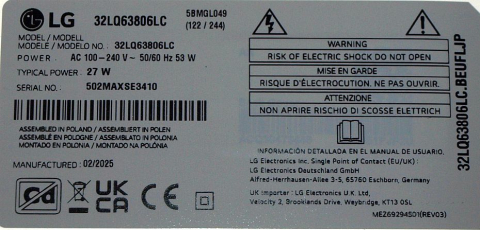 LG 32LQ63806LC 58MGL049
(122 / 244)
MODEL / MODELL
MODÈLE / MODELO : 32LQ63806LC
POWER : AC 100-240 V ~ 50/60 Hz 53 W
TYPICAL POWER : 27 W
SERIAL NO. : 502MAXSE3410
ASSEMBLED IN POLAND / ASSEMBLIERT IN POLEN
ASSEMBLÉ EN POLOGNE / ASSEMBLATO IN POLONIA
MONTADO EN POLONIA / MONTADO NA POLÓNIA
MANUFACTURED : 02/2025
Cd
UK
CA
CE
WARNING
RISK OF ELECTRIC SHOCK DO NOT OPEN
MISE EN GARDE
RISQUE D'ÉLECTROCUTION. NE PAS OUVRIR
ATTENZIONE
NON APRIRE RISCHIO DI SCOSSE ELETTRICH
INFORMACIÓN DETALLADA EN EL MANUAL DE USUARIO.
LG Electronics Inc. Single Point of Contact (EU/UK) :
LG Electronics Deutschland GmbH
Alfred-Herrhausen-Allee 3-5, 65760 Eschborn, Germany
UK Importer : LG Electronics U.K. Ltd,
Velocity 2, Brooklands Drive, Weybridge, KT13 0SL
MEZ69294501(REV03)
32LQ63806LC.BEUFLJP